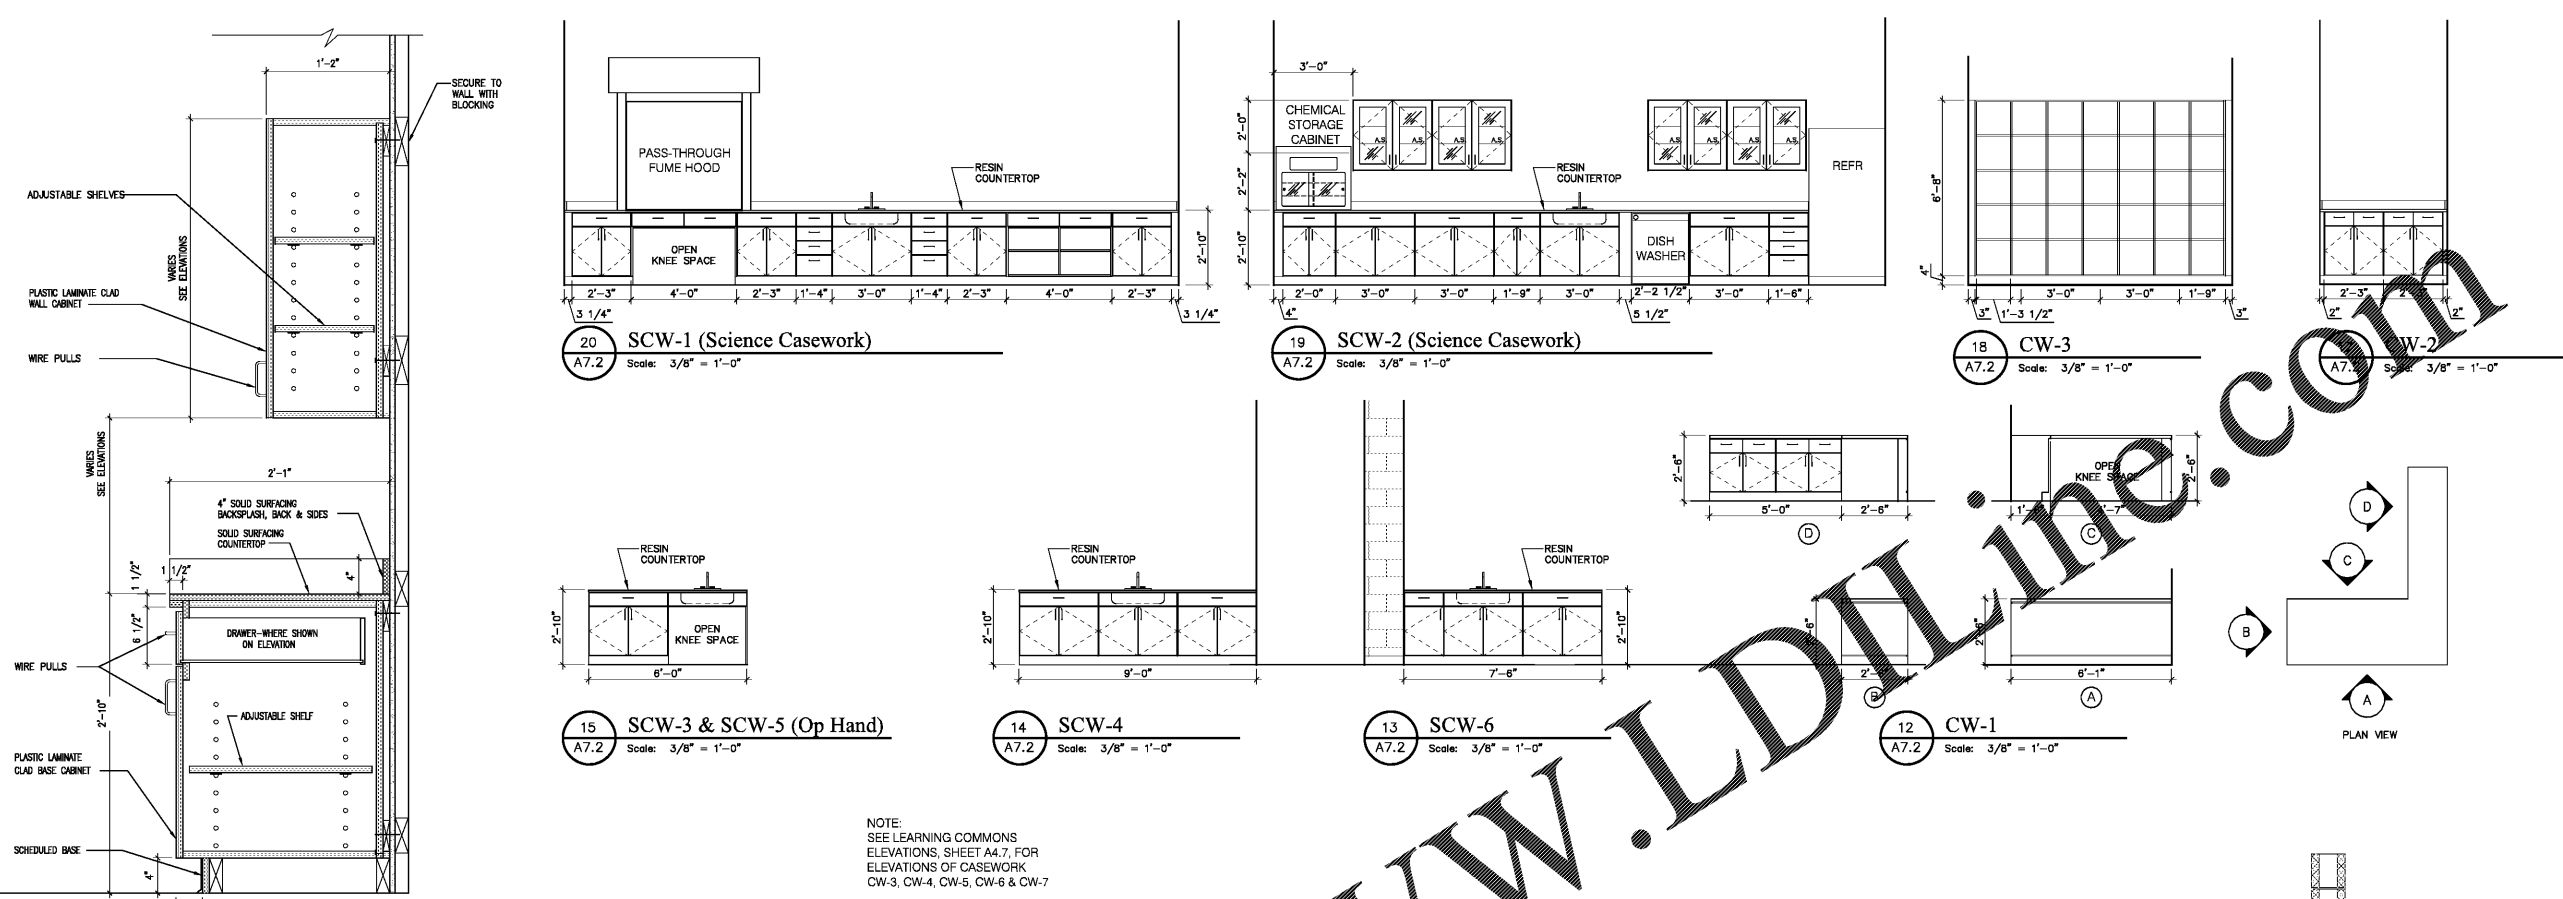 1'-2"
SECURE TO
WALL WITH
BLOCKING
ADJUSTABLE SHELVES
VARIES
SEE ELEVATIONS
PLASTIC LAMINATE CLAD
WALL CABINET
WIRE PULLS
VARIES
SEE ELEVATIONS
2'-1"
4" SOLID SURFACING
BACKSPLASH, BACK & SIDES
SOLID SURFACING
COUNTERTOP
1 1/2"
1 1/2"
4"
6 1/2"
DRAWER-WHERE SHOWN
ON ELEVATION
WIRE PULLS
2'-10"
ADJUSTABLE SHELF
PLASTIC LAMINATE
CLAD BASE CABINET
SCHEDULED BASE
4"
PASS-THROUGH
FUME HOOD
RESIN
COUNTERTOP
OPEN
KNEE SPACE
2'-10"
2'-3" 4'-0" 2'-3" 1'-4" 3'-0" 1'-4" 2'-3" 4'-0" 2'-3"
3 1/4" 3 1/4"
20 SCW-1 (Science Casework)
A7.2 Scale: 3/8" = 1'-0"
3'-0"
CHEMICAL
STORAGE
CABINET
2'-0"
2'-2"
2'-10"
A.S. A.S. A.S. A.S.
RESIN
COUNTERTOP
REFR
DISH
WASHER
2'-0" 3'-0" 3'-0" 1'-9" 3'-0" 2'-2 1/2" 3'-0" 1'-6"
4" 5 1/2"
19 SCW-2 (Science Casework)
A7.2 Scale: 3/8" = 1'-0"
6'-8"
4"
3'-0" 3'-0" 1'-9"
3" 1'-3 1/2" 3"
18 CW-3
A7.2 Scale: 3/8" = 1'-0"
2'-3"
2" 2"
CW-2
A7.2 Scale: 3/8" = 1'-0"
RESIN
COUNTERTOP
2'-10"
OPEN
KNEE SPACE
6'-0"
15 SCW-3 & SCW-5 (Op Hand)
A7.2 Scale: 3/8" = 1'-0"
RESIN
COUNTERTOP
2'-10"
9'-0"
14 SCW-4
A7.2 Scale: 3/8" = 1'-0"
RESIN
COUNTERTOP
2'-10"
7'-6"
13 SCW-6
A7.2 Scale: 3/8" = 1'-0"
2'-6"
5'-0" 2'-6"
D
OPEN
KNEE SPACE
2'-6"
C
B
6'-1"
A
12 CW-1
A7.2 Scale: 3/8" = 1'-0"
D
C
B
A
PLAN VIEW
NOTE:
SEE LEARNING COMMONS
ELEVATIONS, SHEET A4.7, FOR
ELEVATIONS OF CASEWORK
CW-3, CW-4, CW-5, CW-6 & CW-7